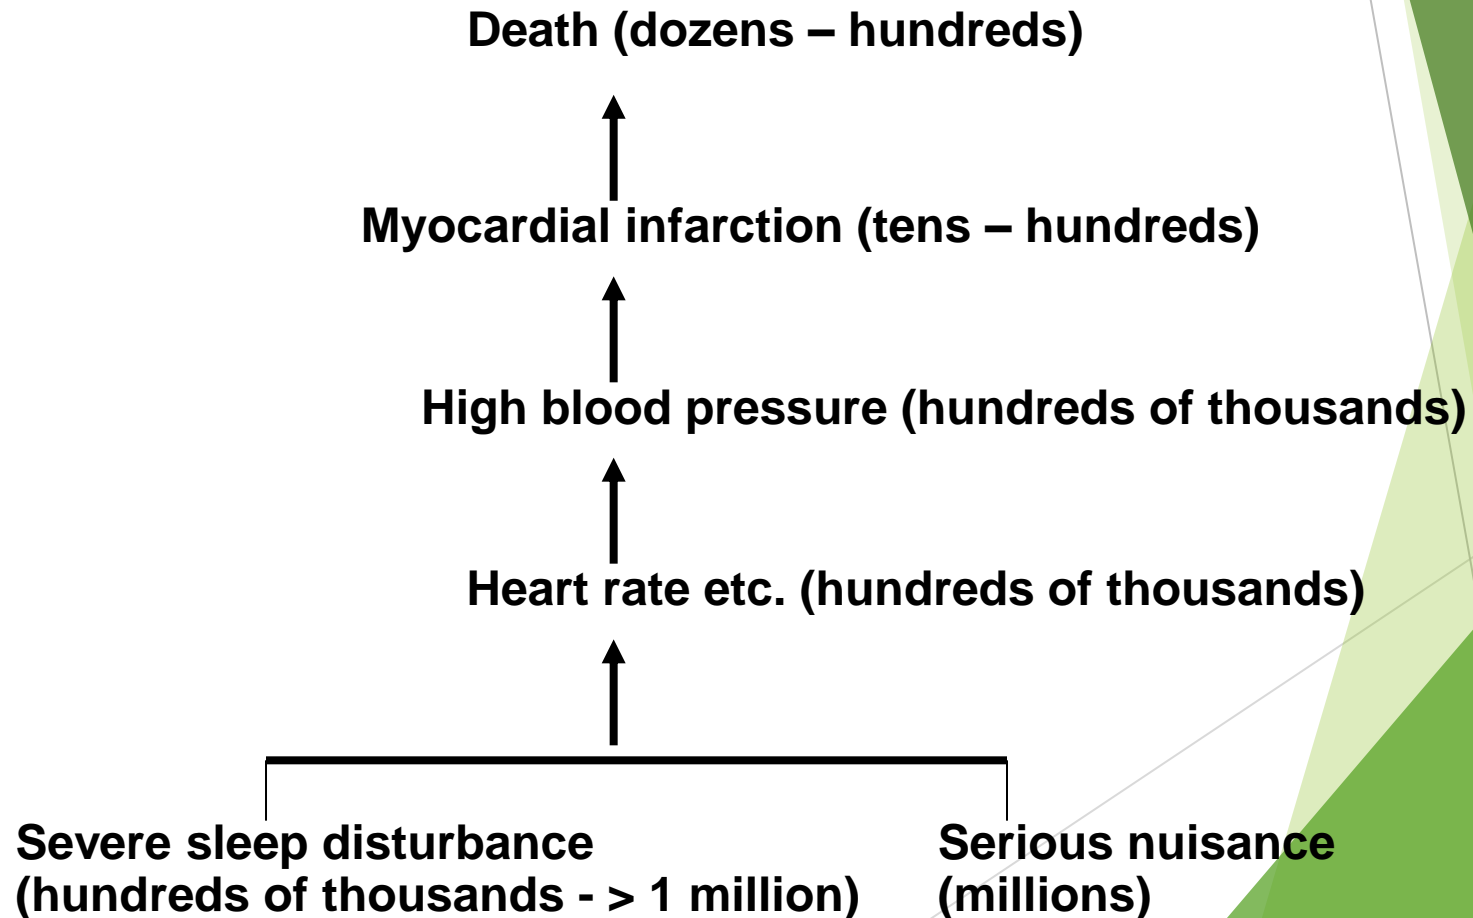 Death (dozens – hundreds)
Myocardial infarction (tens – hundreds)
High blood pressure (hundreds of thousands)
Heart rate etc. (hundreds of thousands)
Severe sleep disturbance
(hundreds of thousands - > 1 million)
Serious nuisance
(millions)